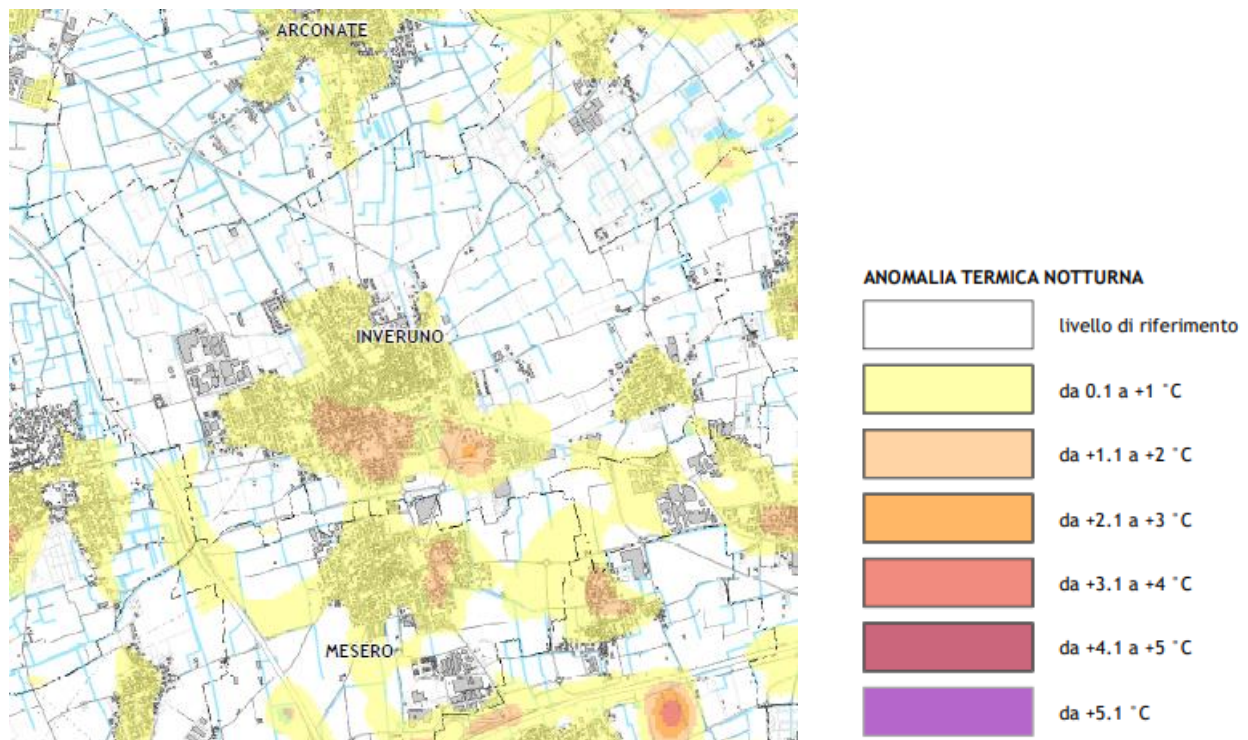 ARCONATE
INVERUNO
MESERO
ANOMALIA TERMICA NOTTURNA
livello di riferimento
da 0.1 a +1 °C
da +1.1 a +2 °C
da +2.1 a +3 °C
da +3.1 a +4 °C
da +4.1 a +5 °C
da +5.1 °C